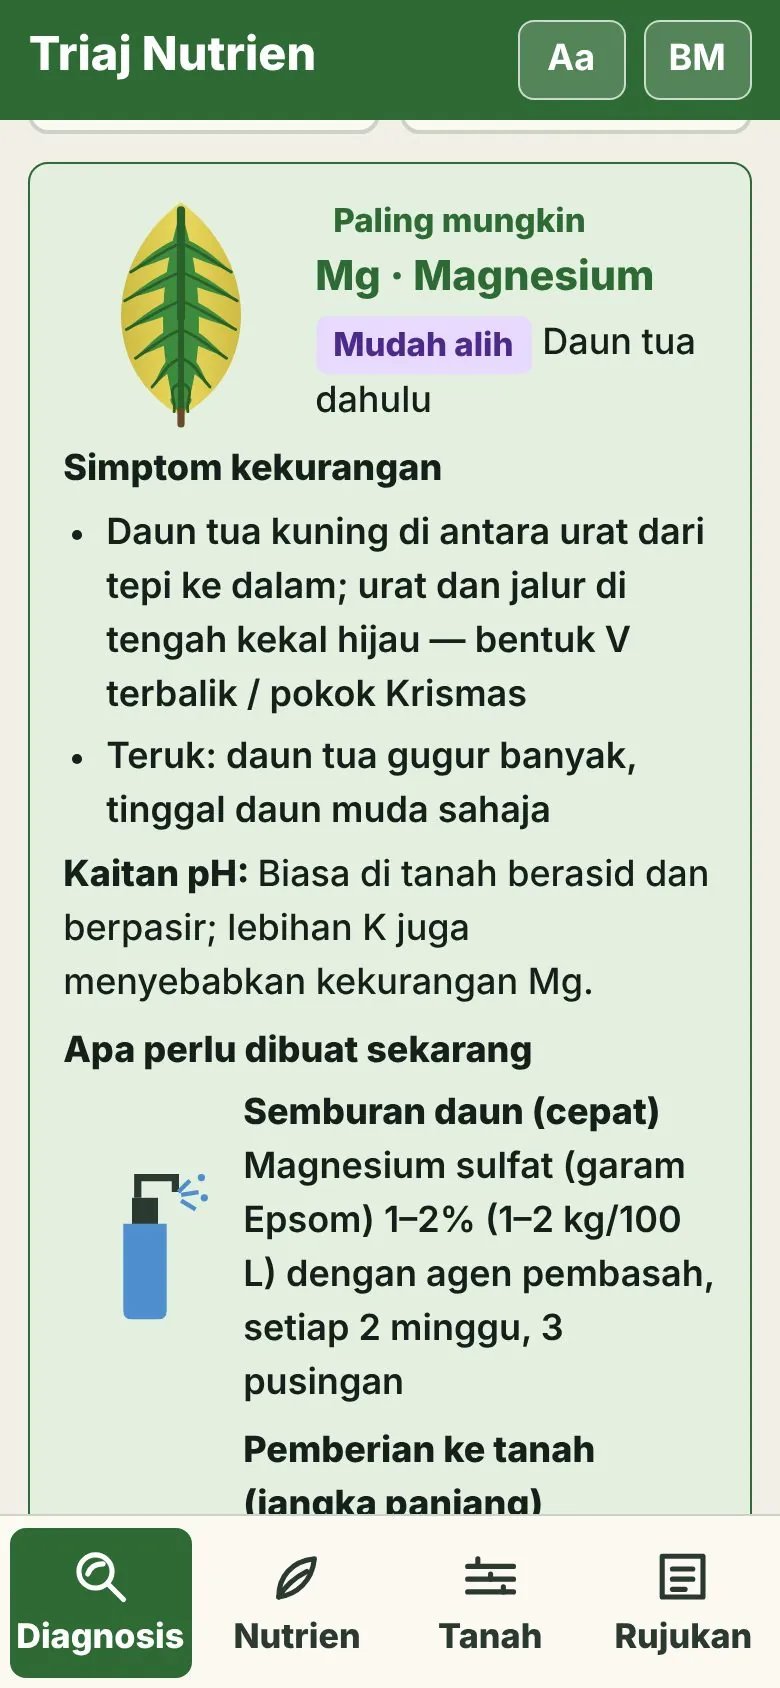 Triaj Nutrien
Aa
BM
Paling mungkin
Mg · Magnesium
Mudah alih Daun tua
dahulu
Simptom kekurangan
• Daun tua kuning di antara urat dari
tepi ke dalam; urat dan jalur di
tengah kekal hijau — bentuk V
terbalik / pokok Krismas
• Teruk: daun tua gugur banyak,
tinggal daun muda sahaja
Kaitan pH: Biasa di tanah berasid dan
berpasir; lebihan K juga
menyebabkan kekurangan Mg.
Apa perlu dibuat sekarang
Semburan daun (cepat)
Magnesium sulfat (garam
Epsom) 1–2% (1–2 kg/100
L) dengan agen pembasah,
setiap 2 minggu, 3
pusingan
Pemberian ke tanah
(jangka panjang)
Diagnosis
Nutrien
Tanah
Rujukan